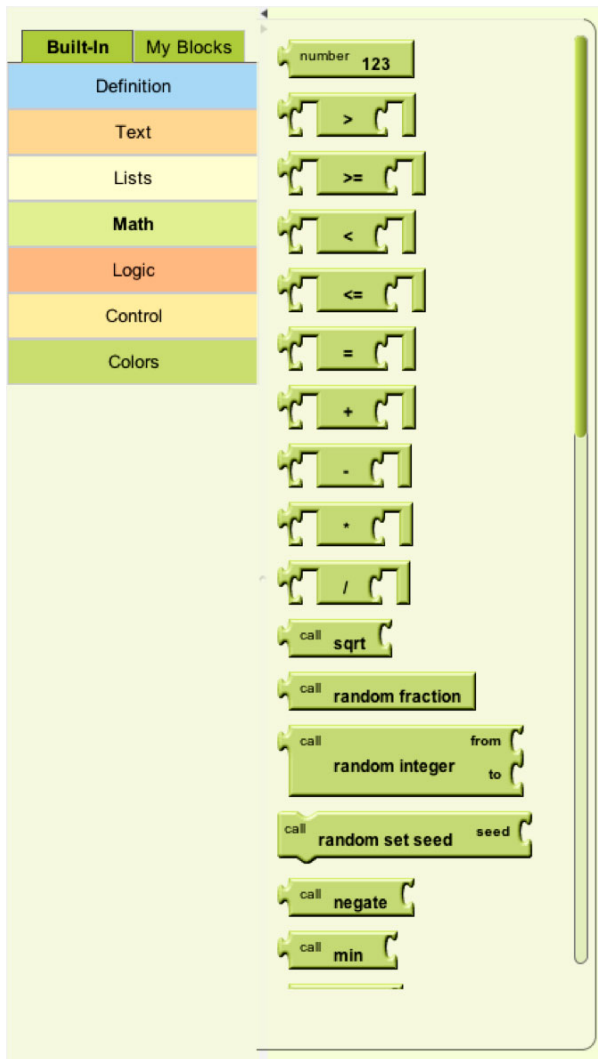 Built-In My Blocks
Definition
Text
Lists
Math
Logic
Control
Colors
number 123
>
>=
<
<=
=
+
-
*
/
call sqrt
call random fraction
call random integer from
to
call random set seed seed
call negate
call min